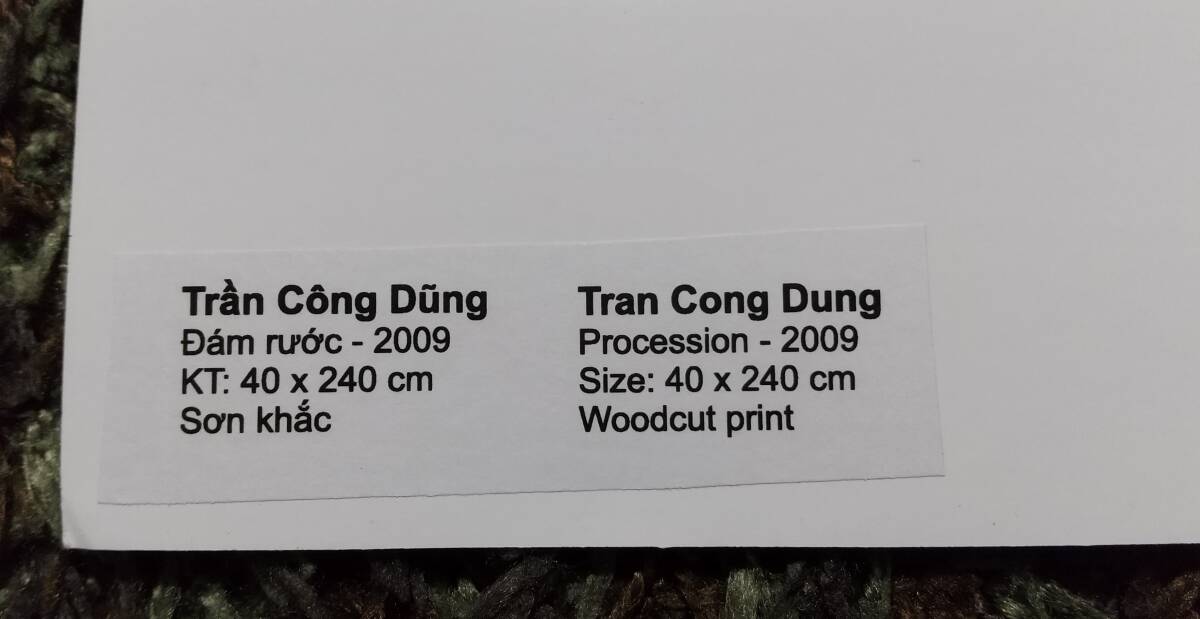 Trần Công Dũng
Đám rước - 2009
KT: 40 x 240 cm
Sơn khắc
Tran Cong Dung
Procession - 2009
Size: 40 x 240 cm
Woodcut print